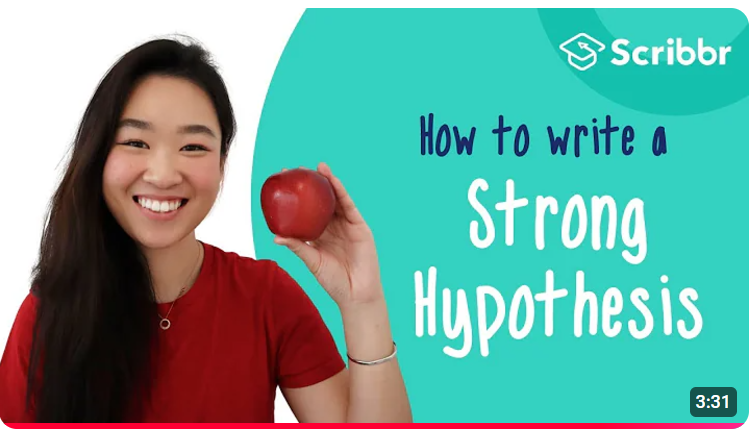 Scribbr
How to write a
Strong
Hypothesis
3:31